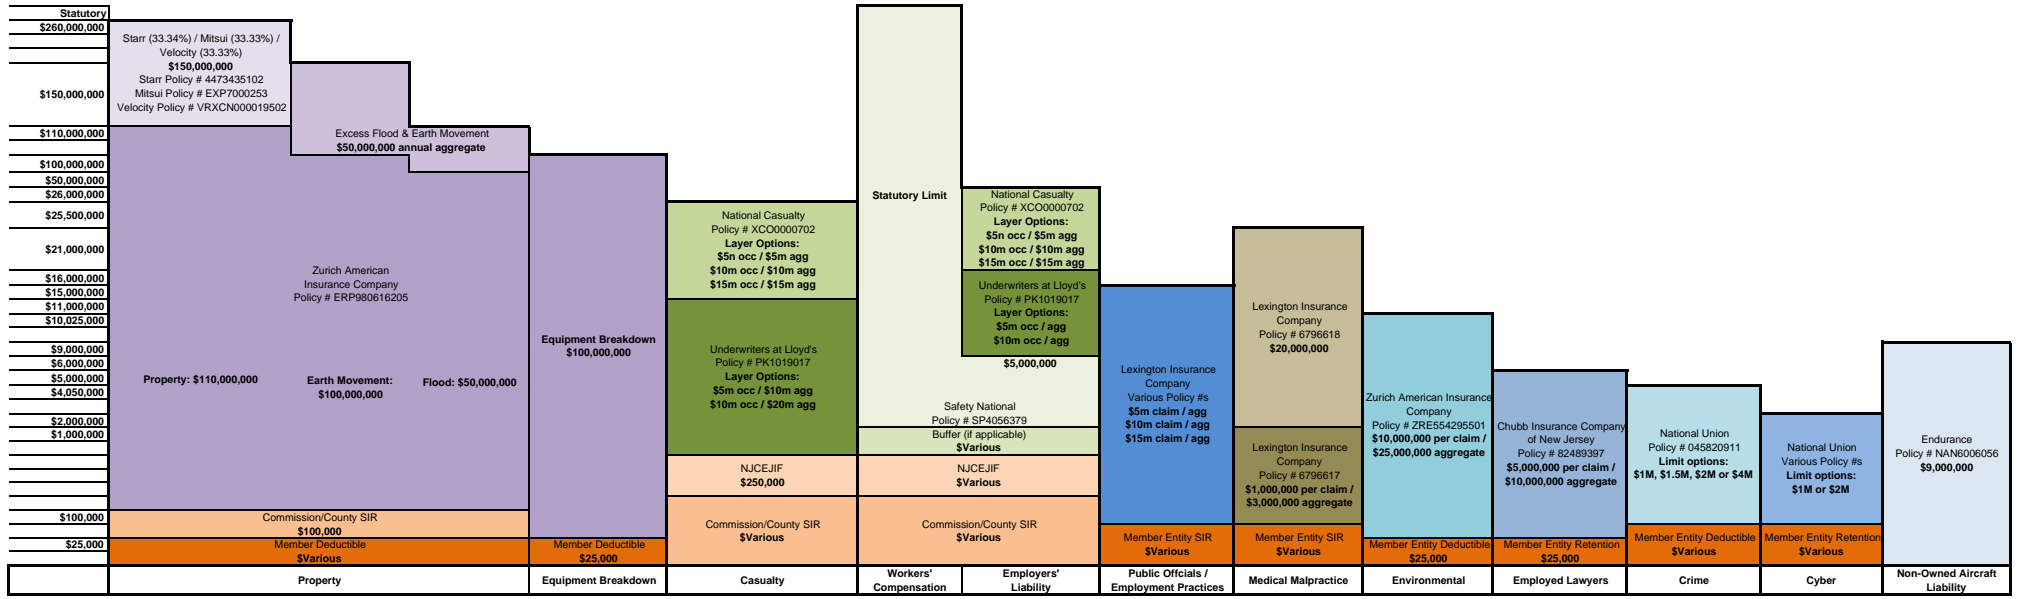 Statutory
$260,000,000
$150,000,000
$110,000,000
$100,000,000
$50,000,000
$26,000,000
$25,500,000
$21,000,000
$16,000,000
$15,000,000
$11,000,000
$10,025,000
$9,000,000
$6,000,000
$5,000,000
$4,050,000
$2,000,000
$1,000,000
$100,000
$25,000
Starr (33.34%) / Mitsui (33.33%) /
Velocity (33.33%)
$150,000,000
Starr Policy # 4473435102
Mitsui Policy # EXP7000253
Velocity Policy # VRXCN000019502
Excess Flood & Earth Movement
$50,000,000 annual aggregate
Zurich American
Insurance Company
Policy # ERP980616205
Property: $110,000,000
Earth Movement:
$100,000,000
Flood: $50,000,000
Commission/County SIR
$100,000
Member Deductible
$Various
Property
Equipment Breakdown
$100,000,000
Member Deductible
$25,000
Equipment Breakdown
National Casualty
Policy # XCO0000702
Layer Options:
$5n occ / $5m agg
$10m occ / $10m agg
$15m occ / $15m agg
Underwriters at Lloyd's
Policy # PK1019017
Layer Options:
$5m occ / $10m agg
$10m occ / $20m agg
NJCEJIF
$250,000
Commission/County SIR
$Various
Casualty
Statutory Limit
National Casualty
Policy # XCO0000702
Layer Options:
$5n occ / $5m agg
$10m occ / $10m agg
$15m occ / $15m agg
Underwriters at Lloyd's
Policy # PK1019017
Layer Options:
$5m occ / agg
$10m occ / agg
$5,000,000
Safety National
Policy # SP4056379
Buffer (if applicable)
$Various
NJCEJIF
$Various
Commission/County SIR
$Various
Workers'
Compensation
Employers'
Liability
Lexington Insurance
Company
Various Policy #s
$5m claim / agg
$10m claim / agg
$15m claim / agg
Member Entity SIR
$Various
Public Offcials /
Employment Practices
Lexington Insurance
Company
Policy # 6796618
$20,000,000
Lexington Insurance
Company
Policy # 6796617
$1,000,000 per claim /
$3,000,000 aggregate
Member Entity SIR
$Various
Medical Malpractice
Zurich American Insurance
Company
Policy # ZRE554295501
$10,000,000 per claim /
$25,000,000 aggregate
Member Entity Deductible
$25,000
Environmental
Chubb Insurance Company
of New Jersey
Policy # 82489397
$5,000,000 per claim /
$10,000,000 aggregate
Member Entity Retention
$25,000
Employed Lawyers
National Union
Policy # 045820911
Limit options:
$1M, $1.5M, $2M or $4M
Member Entity Deductible
$Various
Crime
National Union
Various Policy #s
Limit options:
$1M or $2M
Member Entity Retention
$Various
Cyber
Endurance
Policy # NAN6006056
$9,000,000
Non-Owned Aircraft
Liability